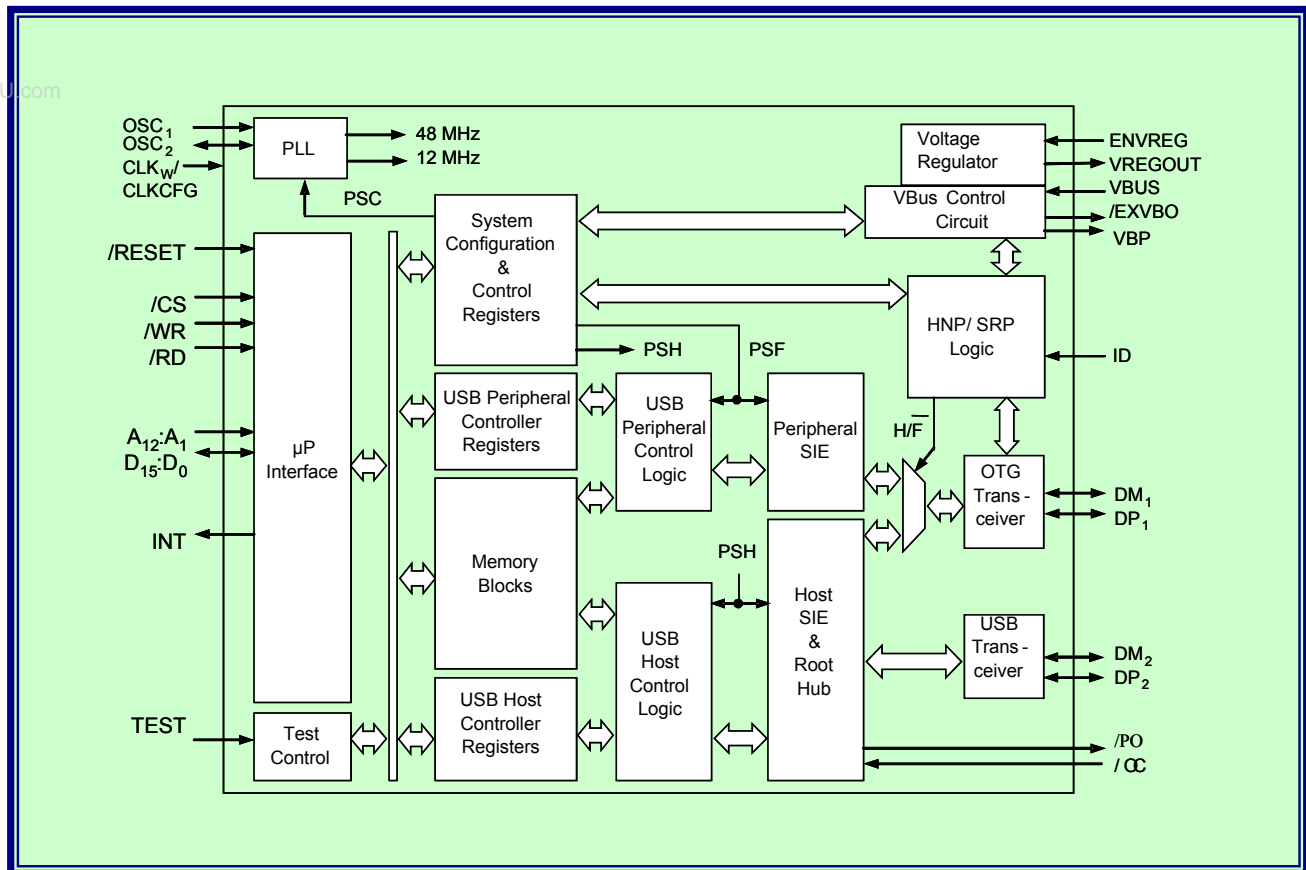 U.com
OSC1
OSC2
CLKW/
CLKCFG
PLL
48 MHz
12 MHz
PSC
Voltage
Regulator
ENVREG
VREGOUT
VBus Control
Circuit
VBUS
/EXVBO
VBP
/RESET
/CS
/WR
/RD
A12:A1
D15:D0
INT
TEST
µP
Interface
Test
Control
System
Configuration
&
Control
Registers
PSH
PSF
HNP/ SRP
Logic
ID
H/F̅
USB Peripheral
Controller
Registers
USB
Peripheral
Control
Logic
Peripheral
SIE
OTG
Trans -
ceiver
DM1
DP1
Memory
Blocks
PSH
USB
Host
Control
Logic
Host
SIE
&
Root
Hub
USB
Trans -
ceiver
DM2
DP2
USB Host
Controller
Registers
/PO
/ OC